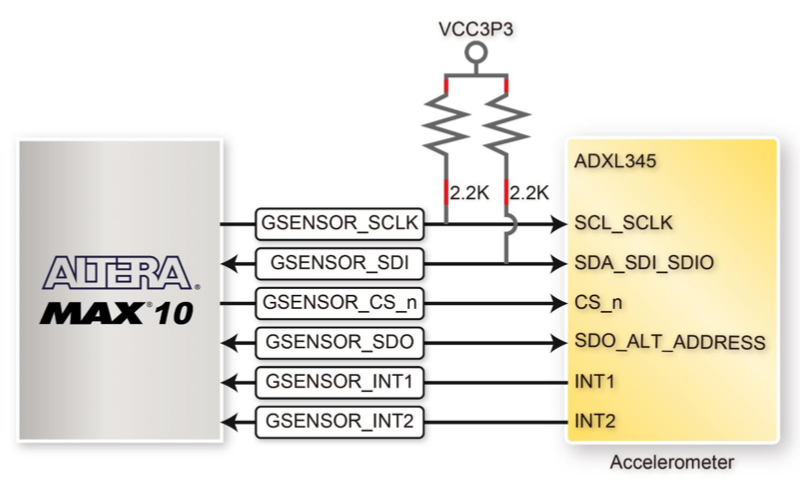 VCC3P3
2.2K 2.2K
ADXL345
GSENSOR_SCLK SCL_SCLK
GSENSOR_SDI SDA_SDI_SDIO
GSENSOR_CS_n CS_n
GSENSOR_SDO SDO_ALT_ADDRESS
GSENSOR_INT1 INT1
GSENSOR_INT2 INT2
ALTERA®
MAX®10
Accelerometer